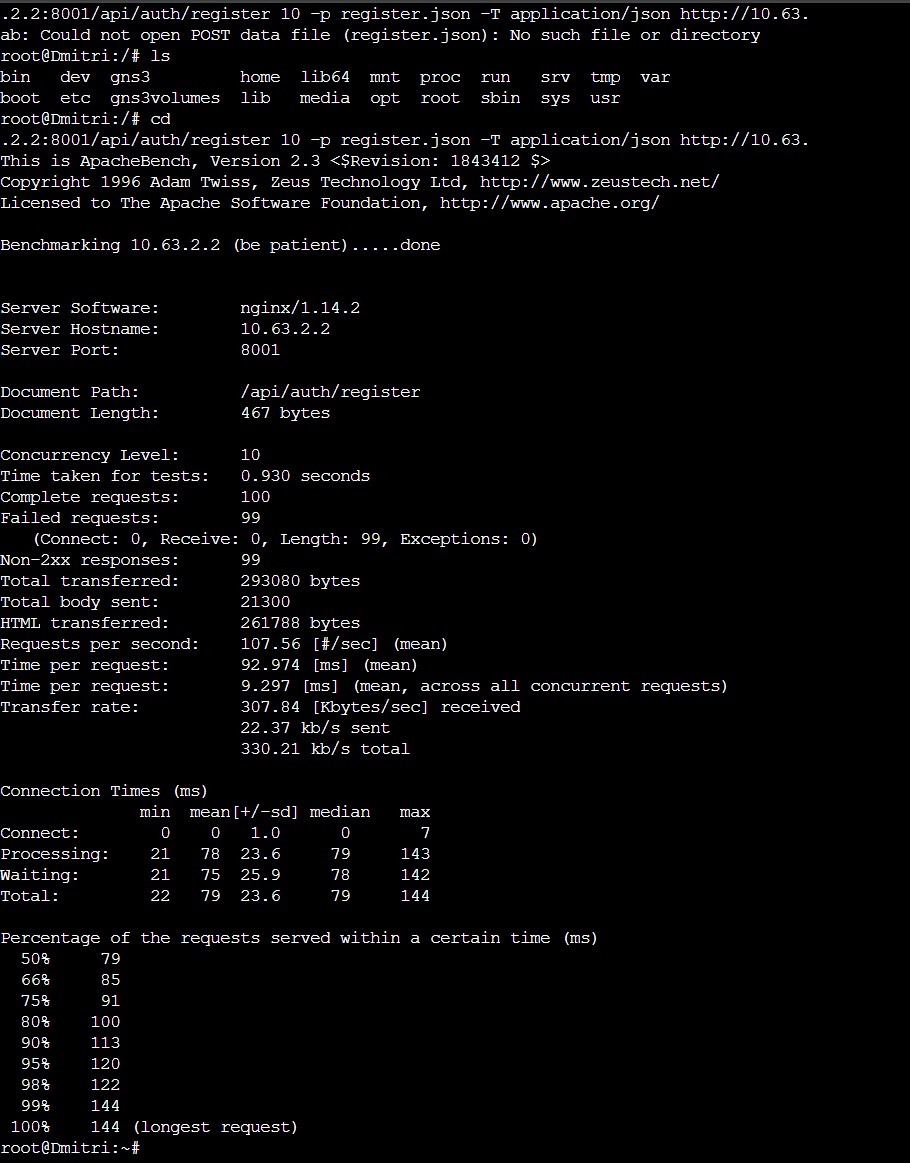 .2.2:8001/api/auth/register 10 -p register.json -T application/json http://10.63.
ab: Could not open POST data file (register.json): No such file or directory
root@Dmitri:/# ls
bin   dev  gns3         home  lib64  mnt  proc  run   srv  tmp  var
boot  etc  gns3volumes  lib   media  opt  root  sbin  sys  usr
root@Dmitri:/# cd
.2.2:8001/api/auth/register 10 -p register.json -T application/json http://10.63.
This is ApacheBench, Version 2.3 <$Revision: 1843412 $>
Copyright 1996 Adam Twiss, Zeus Technology Ltd, http://www.zeustech.net/
Licensed to The Apache Software Foundation, http://www.apache.org/

Benchmarking 10.63.2.2 (be patient).....done


Server Software:        nginx/1.14.2
Server Hostname:        10.63.2.2
Server Port:            8001

Document Path:          /api/auth/register
Document Length:        467 bytes

Concurrency Level:      10
Time taken for tests:   0.930 seconds
Complete requests:      100
Failed requests:        99
   (Connect: 0, Receive: 0, Length: 99, Exceptions: 0)
Non-2xx responses:      99
Total transferred:      293080 bytes
Total body sent:        21300
HTML transferred:       261788 bytes
Requests per second:    107.56 [#/sec] (mean)
Time per request:       92.974 [ms] (mean)
Time per request:       9.297 [ms] (mean, across all concurrent requests)
Transfer rate:          307.84 [Kbytes/sec] received
                        22.37 kb/s sent
                        330.21 kb/s total

Connection Times (ms)
              min  mean[+/-sd] median   max
Connect:        0    0   1.0      0       7
Processing:    21   78  23.6     79     143
Waiting:       21   75  25.9     78     142
Total:         22   79  23.6     79     144

Percentage of the requests served within a certain time (ms)
  50%     79
  66%     85
  75%     91
  80%    100
  90%    113
  95%    120
  98%    122
  99%    144
 100%    144 (longest request)
root@Dmitri:~#